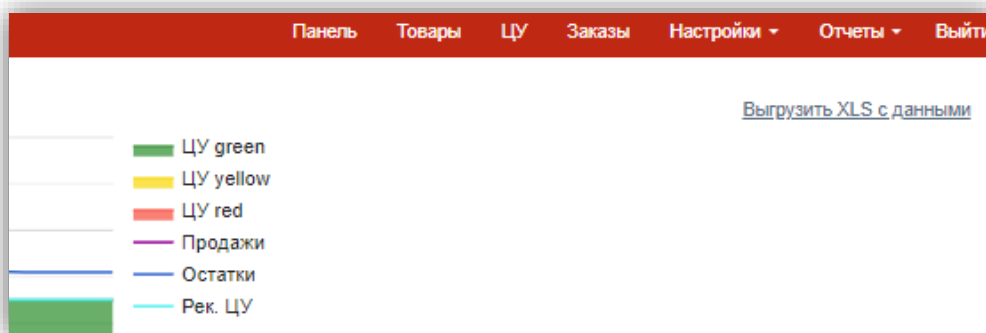 Панель Товары ЦУ Заказы Настройки Отчеты Выйти
Выгрузить XLS с данными
ЦУ green
ЦУ yellow
ЦУ red
Продажи
Остатки
Рек. ЦУ